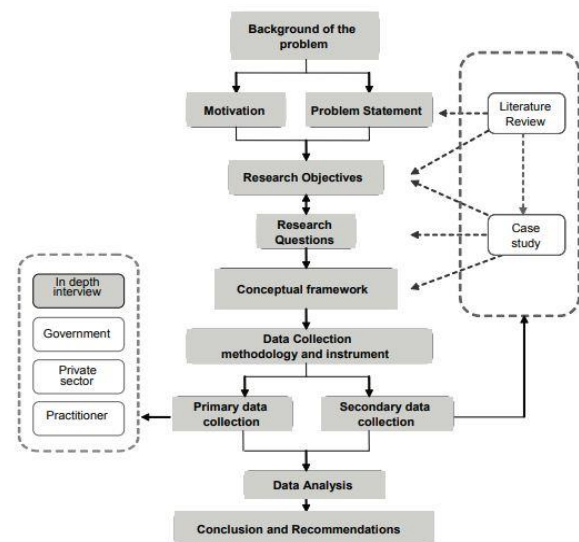 Background of the
problem
Motivation
Problem Statement
Literature
Review
Research Objectives
Research
Questions
Case
study
In depth
interview
Conceptual framework
Government
Data Collection
methodology and instrument
Private
sector
Practitioner
Primary data
collection
Secondary data
collection
Data Analysis
Conclusion and Recommendations